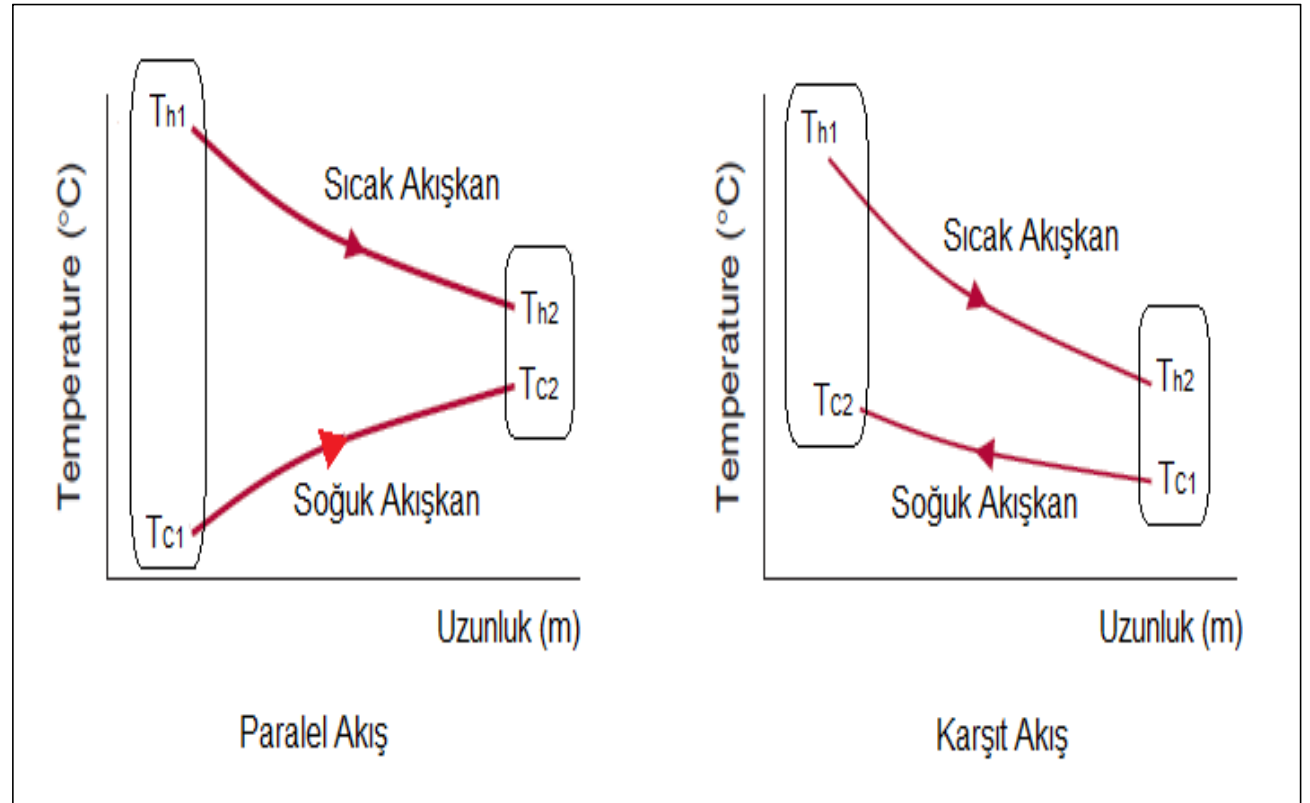 Temperature (°C)
Th1
Sıcak Akışkan
Th2
TC2
Soğuk Akışkan
TC1
Uzunluk (m)
Paralel Akış
Temperature (°C)
Th1
Sıcak Akışkan
Th2
TC2
Soğuk Akışkan
TC1
Uzunluk (m)
Karşıt Akış